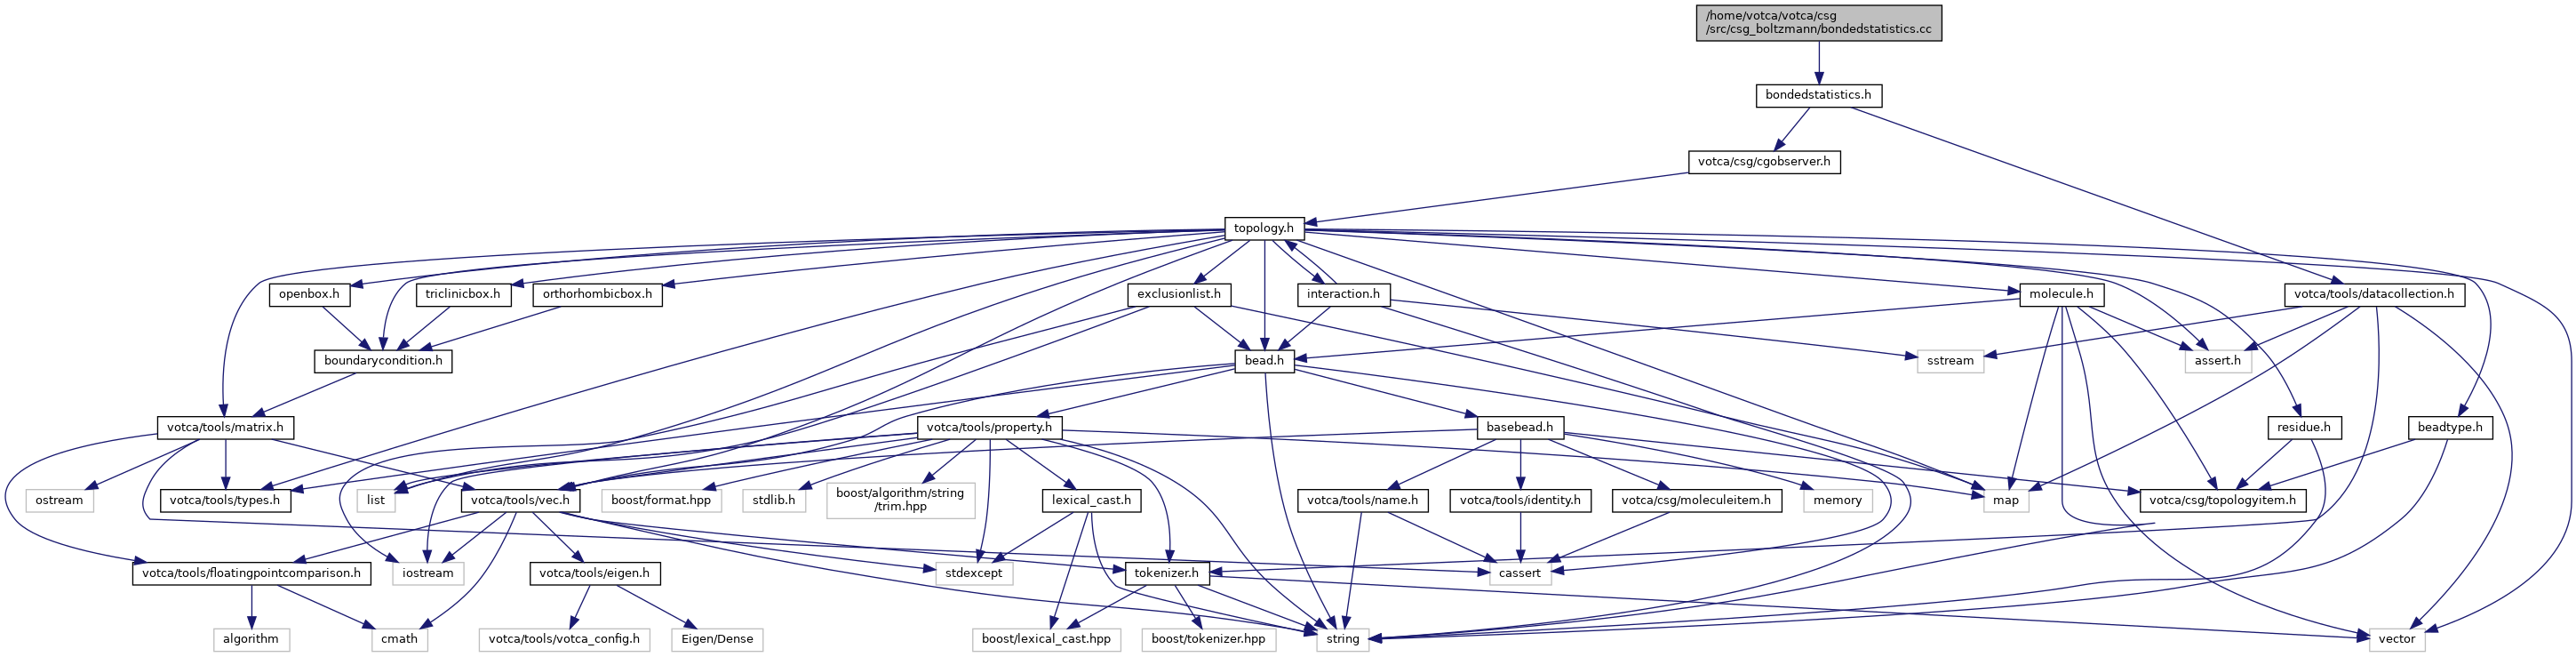 /home/votca/votca/csg
/src/csg_boltzmann/bondedstatistics.cc
bondedstatistics.h
votca/csg/cgobserver.h
topology.h
openbox.h
triclinicbox.h
orthorhombicbox.h
exclusionlist.h
interaction.h
molecule.h
votca/tools/datacollection.h
boundarycondition.h
bead.h
sstream
assert.h
votca/tools/matrix.h
votca/tools/property.h
basebead.h
residue.h
beadtype.h
ostream
votca/tools/types.h
list
votca/tools/vec.h
boost/format.hpp
stdlib.h
boost/algorithm/string
/trim.hpp
lexical_cast.h
votca/tools/name.h
votca/tools/identity.h
votca/csg/moleculeitem.h
memory
map
votca/csg/topologyitem.h
votca/tools/floatingpointcomparison.h
iostream
votca/tools/eigen.h
stdexcept
tokenizer.h
cassert
algorithm
cmath
votca/tools/votca_config.h
Eigen/Dense
boost/lexical_cast.hpp
boost/tokenizer.hpp
string
vector